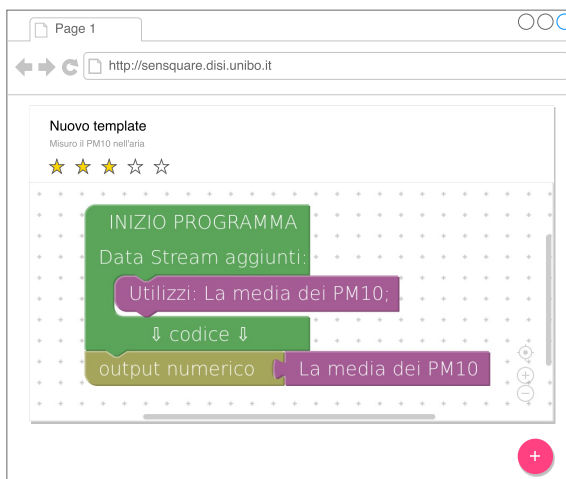 Page 1
http://sensquare.disi.unibo.it
Nuovo template
Misuro il PM10 nell'aria
INIZIO PROGRAMMA
Data Stream aggiunti:
Utilizzi: La media dei PM10;
⇩ codice ⇩
output numerico La media dei PM10